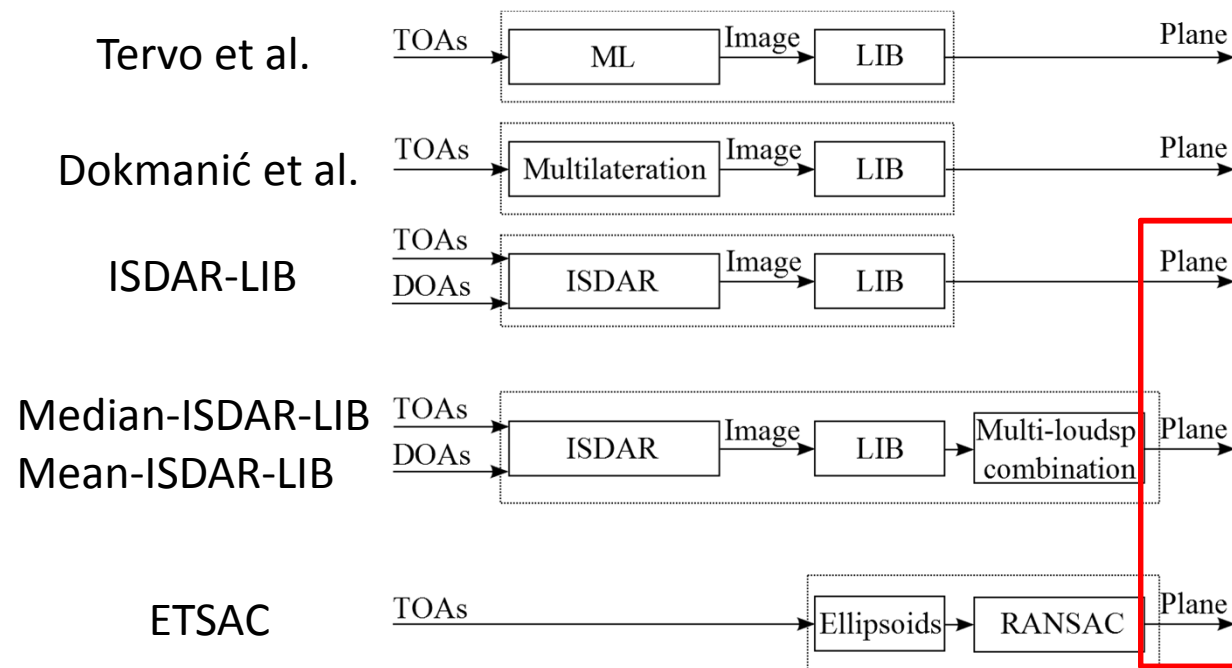 Tervo et al. TOAs ML Image LIB Plane
Dokmanić et al. TOAs Multilateration Image LIB Plane
ISDAR-LIB TOAs DOAs ISDAR Image LIB Plane
Median-ISDAR-LIB
Mean-ISDAR-LIB
TOAs
DOAs
ISDAR
Image
LIB
Multi-loudsp
combination
Plane
ETSAC TOAs Ellipsoids RANSAC Plane